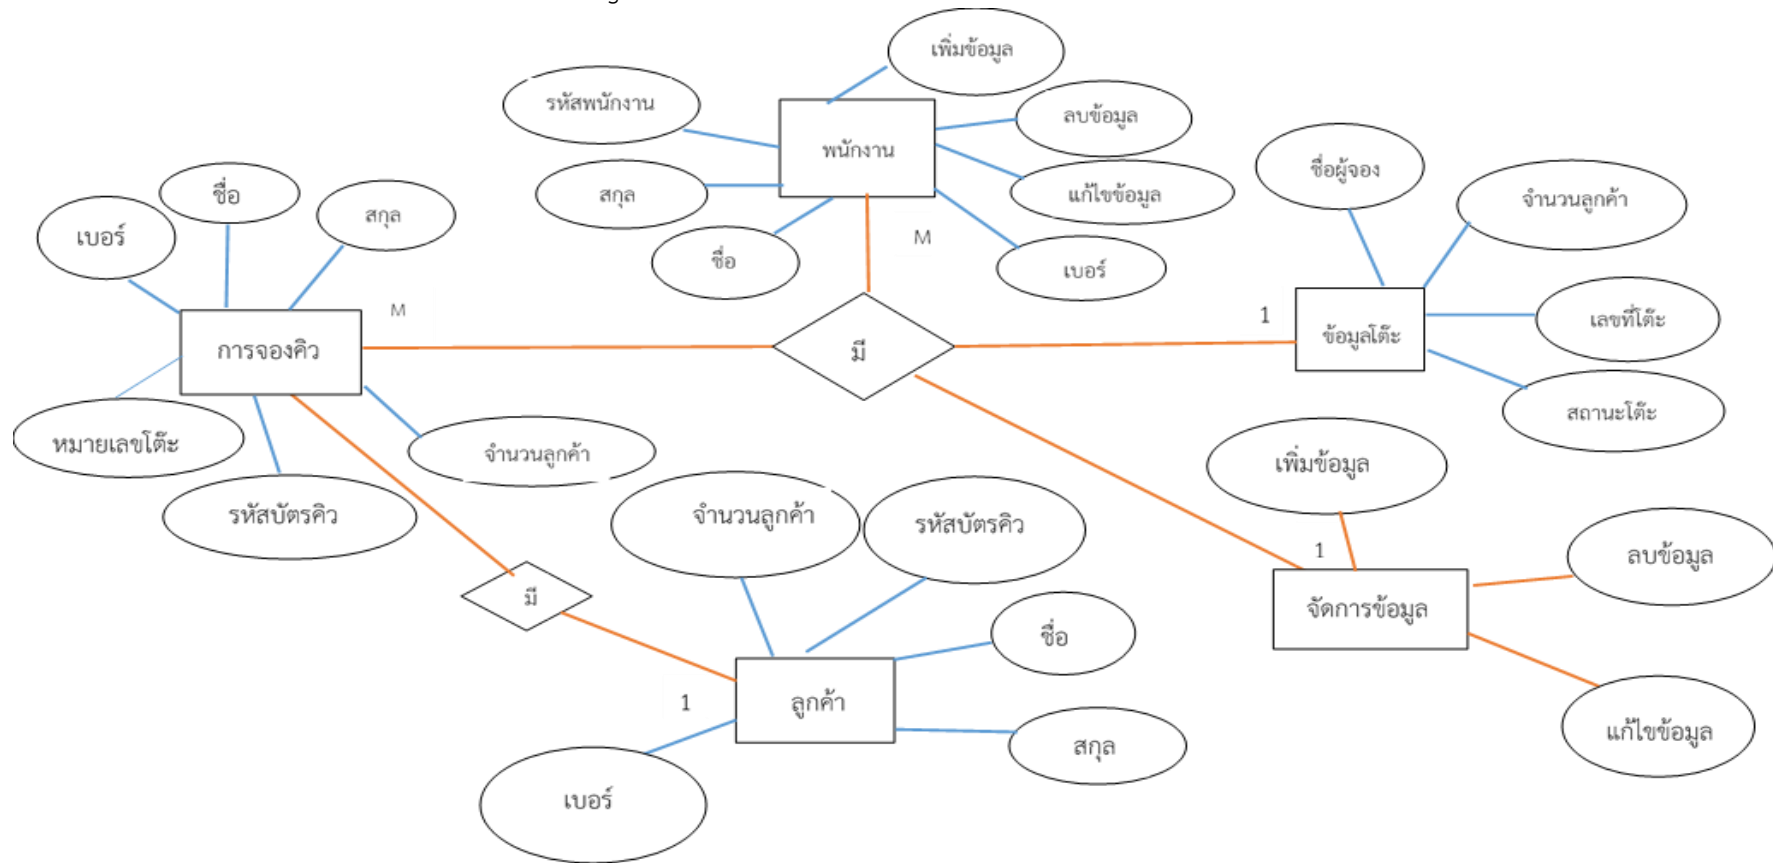 เพิ่มข้อมูล
รหัสพนักงาน
ลบข้อมูล
พนักงาน
ชื่อผู้จอง
แก้ไขข้อมูล
สกุล
ชื่อ
จำนวนลูกค้า
สกุล
เบอร์
M
ชื่อ
เบอร์
M
1
เลขที่โต๊ะ
การจองคิว
มี
ข้อมูลโต๊ะ
สถานะโต๊ะ
หมายเลขโต๊ะ
จำนวนลูกค้า
เพิ่มข้อมูล
รหัสบัตรคิว
จำนวนลูกค้า
รหัสบัตรคิว
1
ลบข้อมูล
มี
จัดการข้อมูล
ชื่อ
1
ลูกค้า
แก้ไขข้อมูล
สกุล
เบอร์